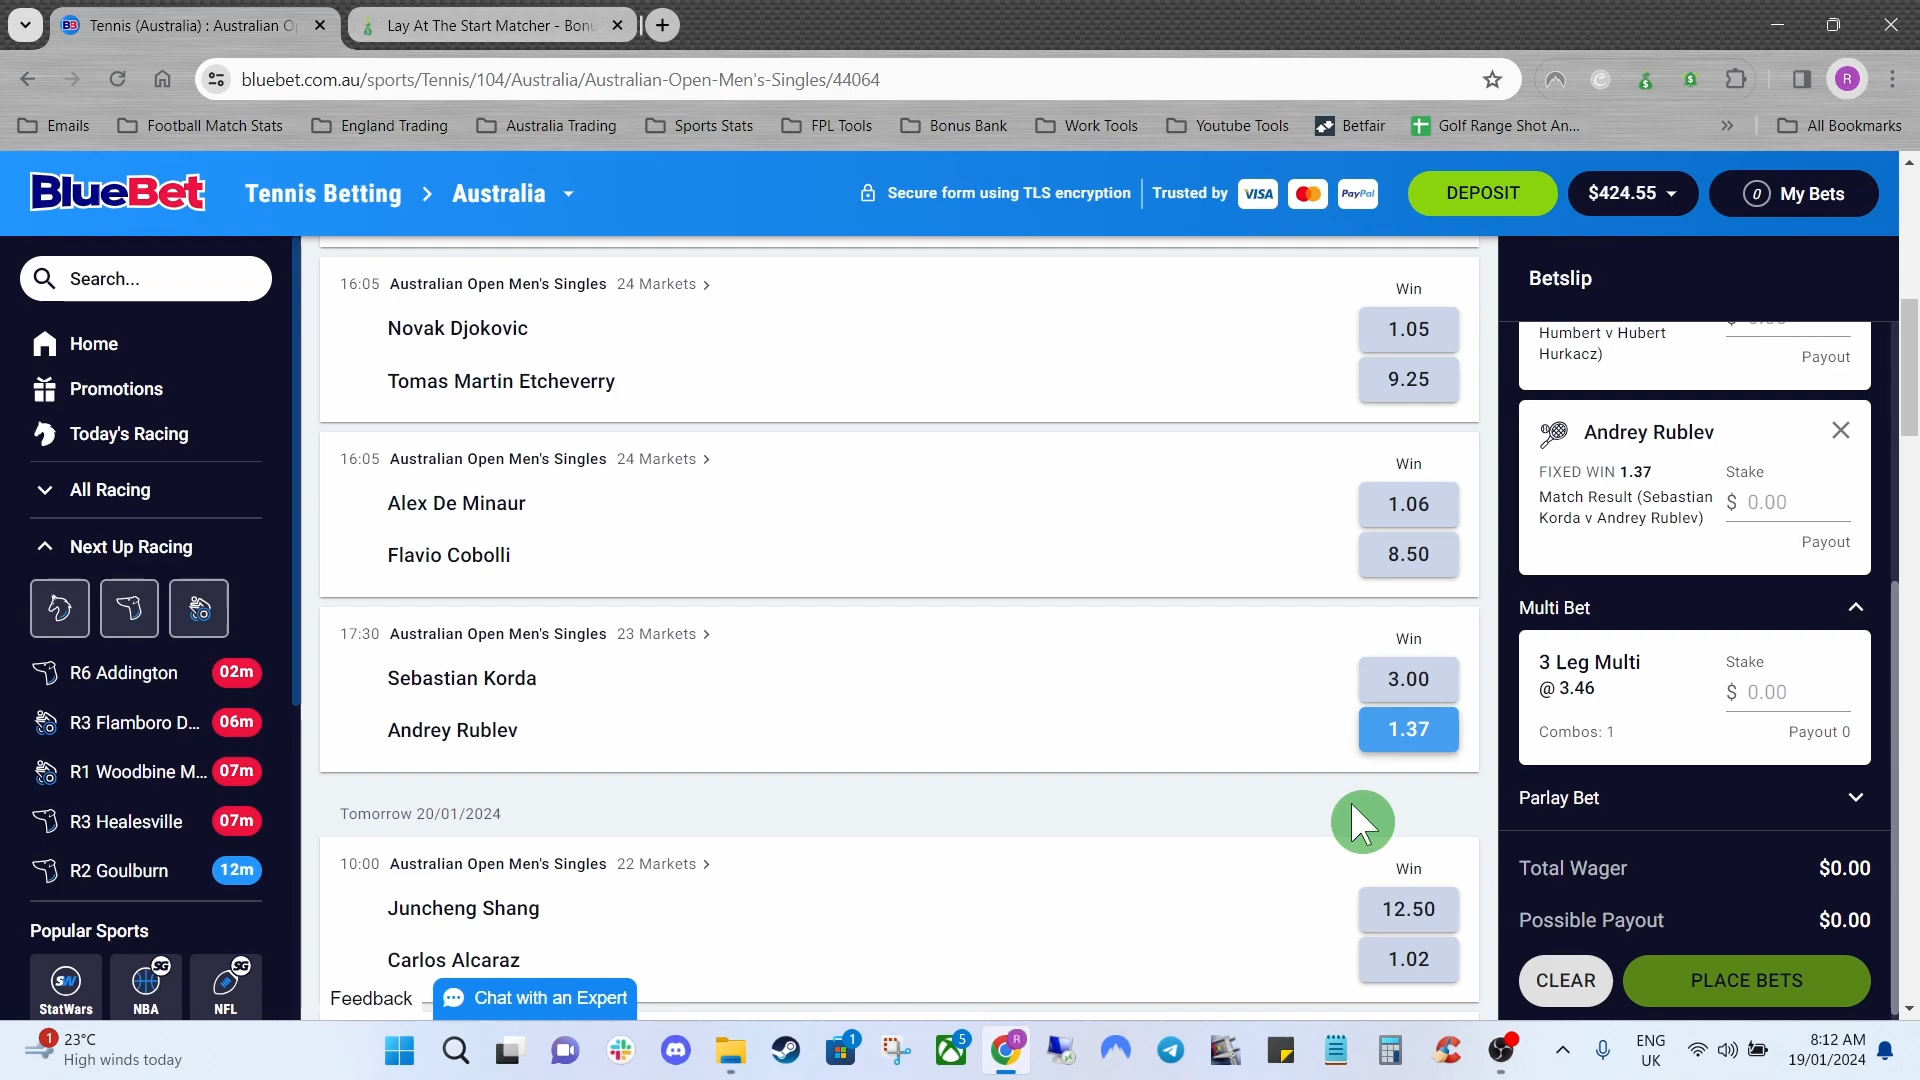 Tennis (Australia) : Australian O
Lay At The Start Matcher - Bon
bluebet.com.au/sports/Tennis/104/Australia/Australian-Open-Men's-Singles/44064
R
Emails
Football Match Stats
England Trading
Australia Trading
Sports Stats
FPL Tools
Bonus Bank
Work Tools
Youtube Tools
Betfair
Golf Range Shot An...
All Bookmarks
BlueBet
Tennis Betting > Australia
Secure form using TLS encryption
Trusted by
VISA
PayPal
DEPOSIT
$424.55
0 My Bets
Search...
Home
Promotions
Today's Racing
All Racing
Next Up Racing
R6 Addington 02m
R3 Flamboro D... 06m
R1 Woodbine M... 07m
R3 Healesville 07m
R2 Goulburn 12m
Popular Sports
SW
StatWars
SG
NBA
SG
NFL
16:05 Australian Open Men's Singles 24 Markets >
Win
Novak Djokovic 1.05
Tomas Martin Etcheverry 9.25
16:05 Australian Open Men's Singles 24 Markets >
Win
Alex De Minaur 1.06
Flavio Cobolli 8.50
17:30 Australian Open Men's Singles 23 Markets >
Win
Sebastian Korda 3.00
Andrey Rublev 1.37
Tomorrow 20/01/2024
10:00 Australian Open Men's Singles 22 Markets >
Win
Juncheng Shang 12.50
Carlos Alcaraz 1.02
Feedback
Chat with an Expert
Betslip
Humbert v Hubert
Hurkacz)
Payout
Andrey Rublev
FIXED WIN 1.37
Stake
Match Result (Sebastian
Korda v Andrey Rublev)
$ 0.00
Payout
Multi Bet
3 Leg Multi
@ 3.46
Stake
$ 0.00
Combos: 1
Payout 0
Parlay Bet
Total Wager $0.00
Possible Payout $0.00
CLEAR
PLACE BETS
1
23°C
High winds today
1
5
R
ENG
UK
8:12 AM
19/01/2024